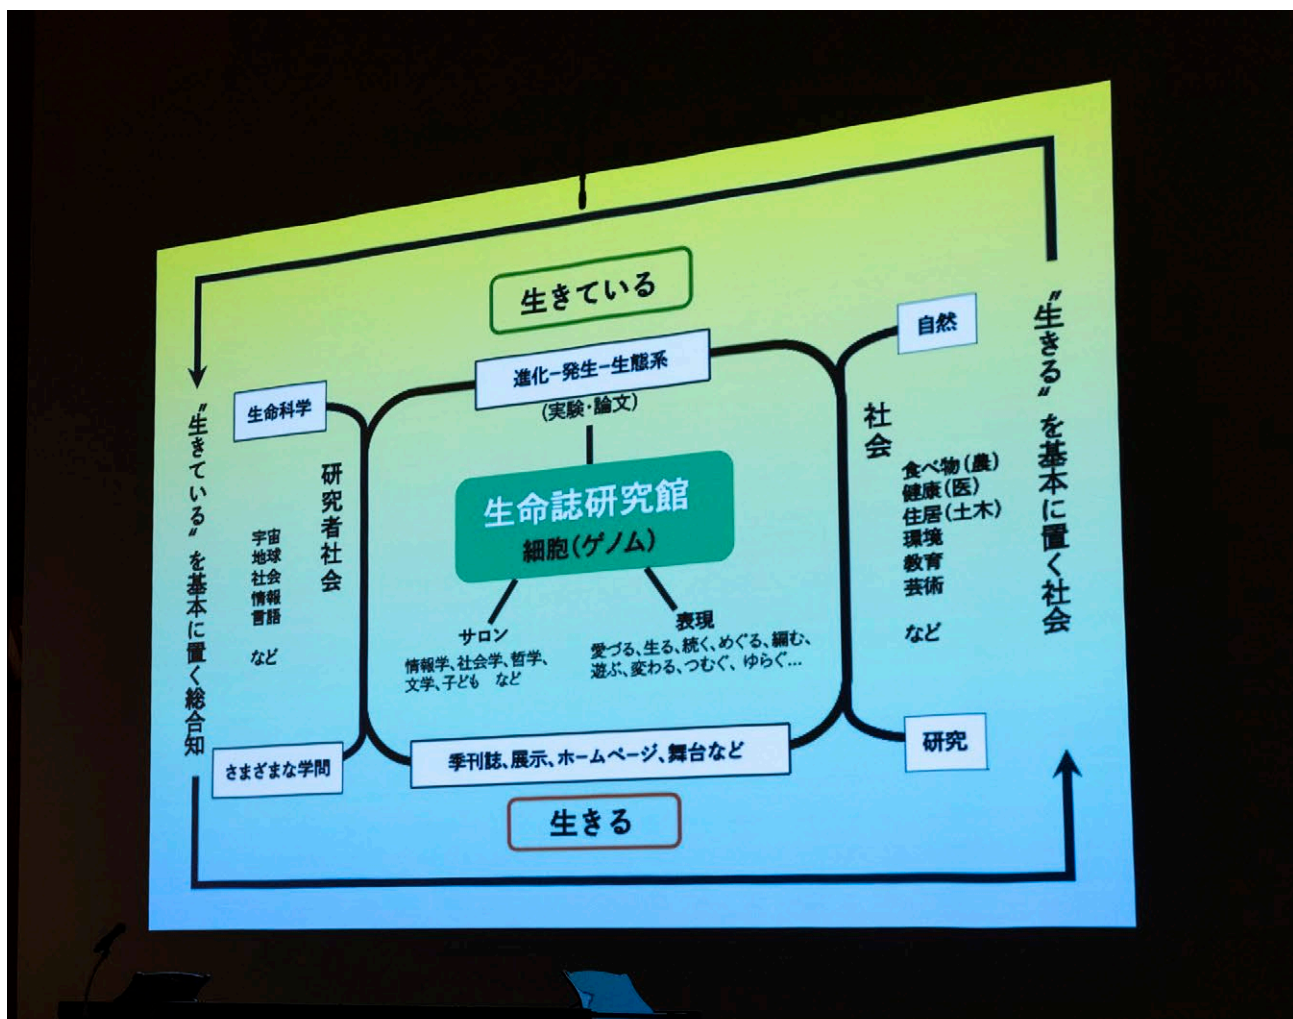 生きている
自然
進化-発生-生態系
(実験・論文)
生命科学
“生きている”を基本に置く総合知
研究者社会
宇宙
地球
社会
情報
言語
など
さまざまな学問
生命誌研究館
細胞(ゲノム)
サロン
情報学、社会学、哲学、
文学、子ども など
表現
愛づる、生る、続く、めぐる、編む、
遊ぶ、変わる、つむぐ、ゆらぐ…
社会
食べ物(農)
健康(医)
住居(土木)
環境
教育
芸術
など
“生きる”を基本に置く社会
研究
季刊誌、展示、ホームページ、舞台など
生きる